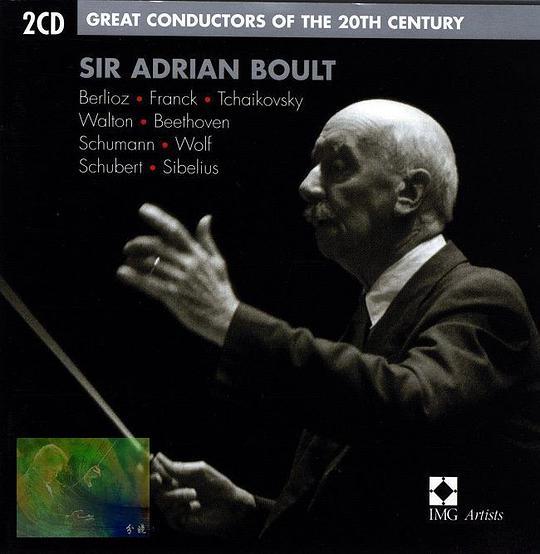 2CD GREAT CONDUCTORS OF THE 20TH CENTURY
SIR ADRIAN BOULT
Berlioz • Franck • Tchaikovsky
Walton • Beethoven
Schumann • Wolf
Schubert • Sibelius
IMG Artists